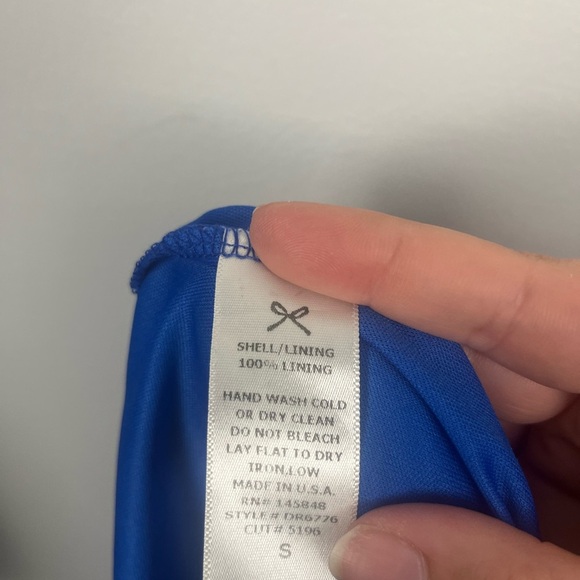 SHELL/LINING
100% LINING
HAND WASH COLD
OR DRY CLEAN
DO NOT BLEACH
LAY FLAT TO DRY
IRON.LOW
MADE IN U.S.A.
RN# 145848
STYLE# DR6776
CUT# 5196
S